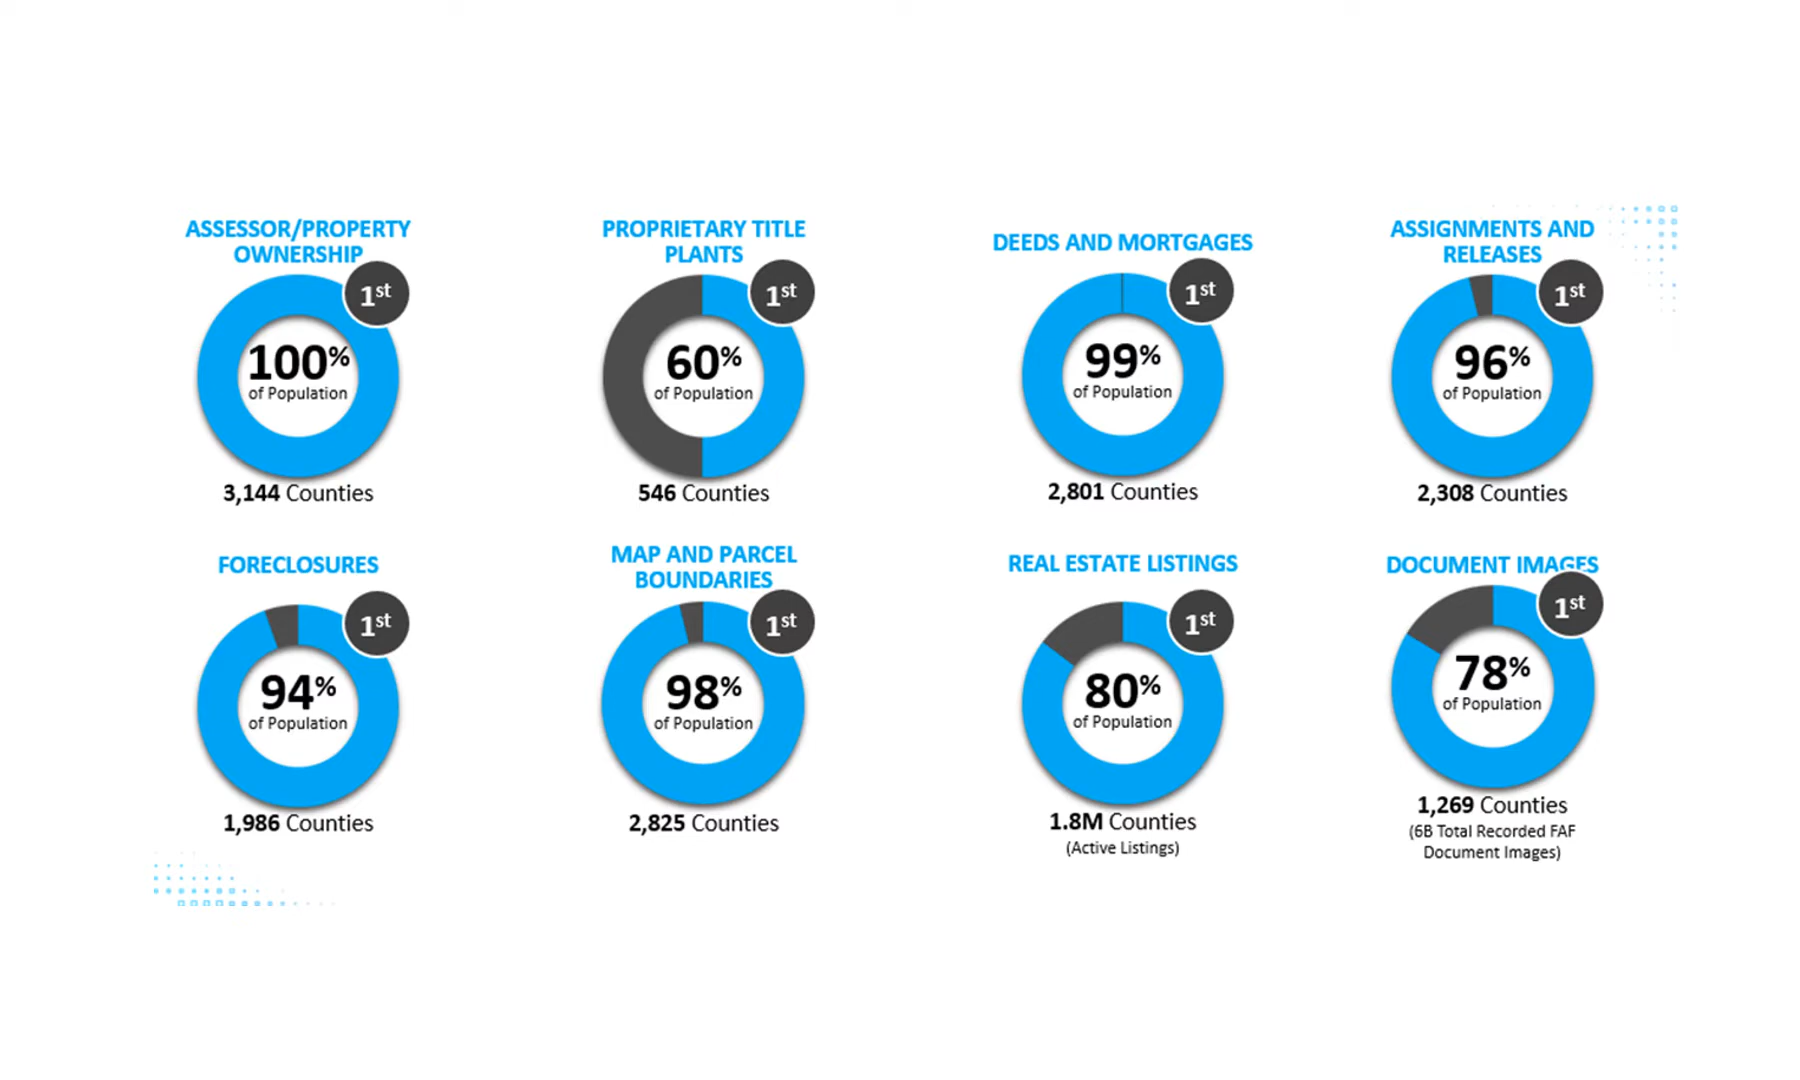 ASSESSOR/PROPERTY
OWNERSHIP
1st
100%
of Population
3,144 Counties
PROPRIETARY TITLE
PLANTS
1st
60%
of Population
546 Counties
DEEDS AND MORTGAGES
1st
99%
of Population
2,801 Counties
ASSIGNMENTS AND
RELEASES
1st
96%
of Population
2,308 Counties
FORECLOSURES
1st
94%
of Population
1,986 Counties
MAP AND PARCEL
BOUNDARIES
1st
98%
of Population
2,825 Counties
REAL ESTATE LISTINGS
1st
80%
of Population
1.8M Counties
(Active Listings)
DOCUMENT IMAGES
1st
78%
of Population
1,269 Counties
(6B Total Recorded FAF
Document Images)